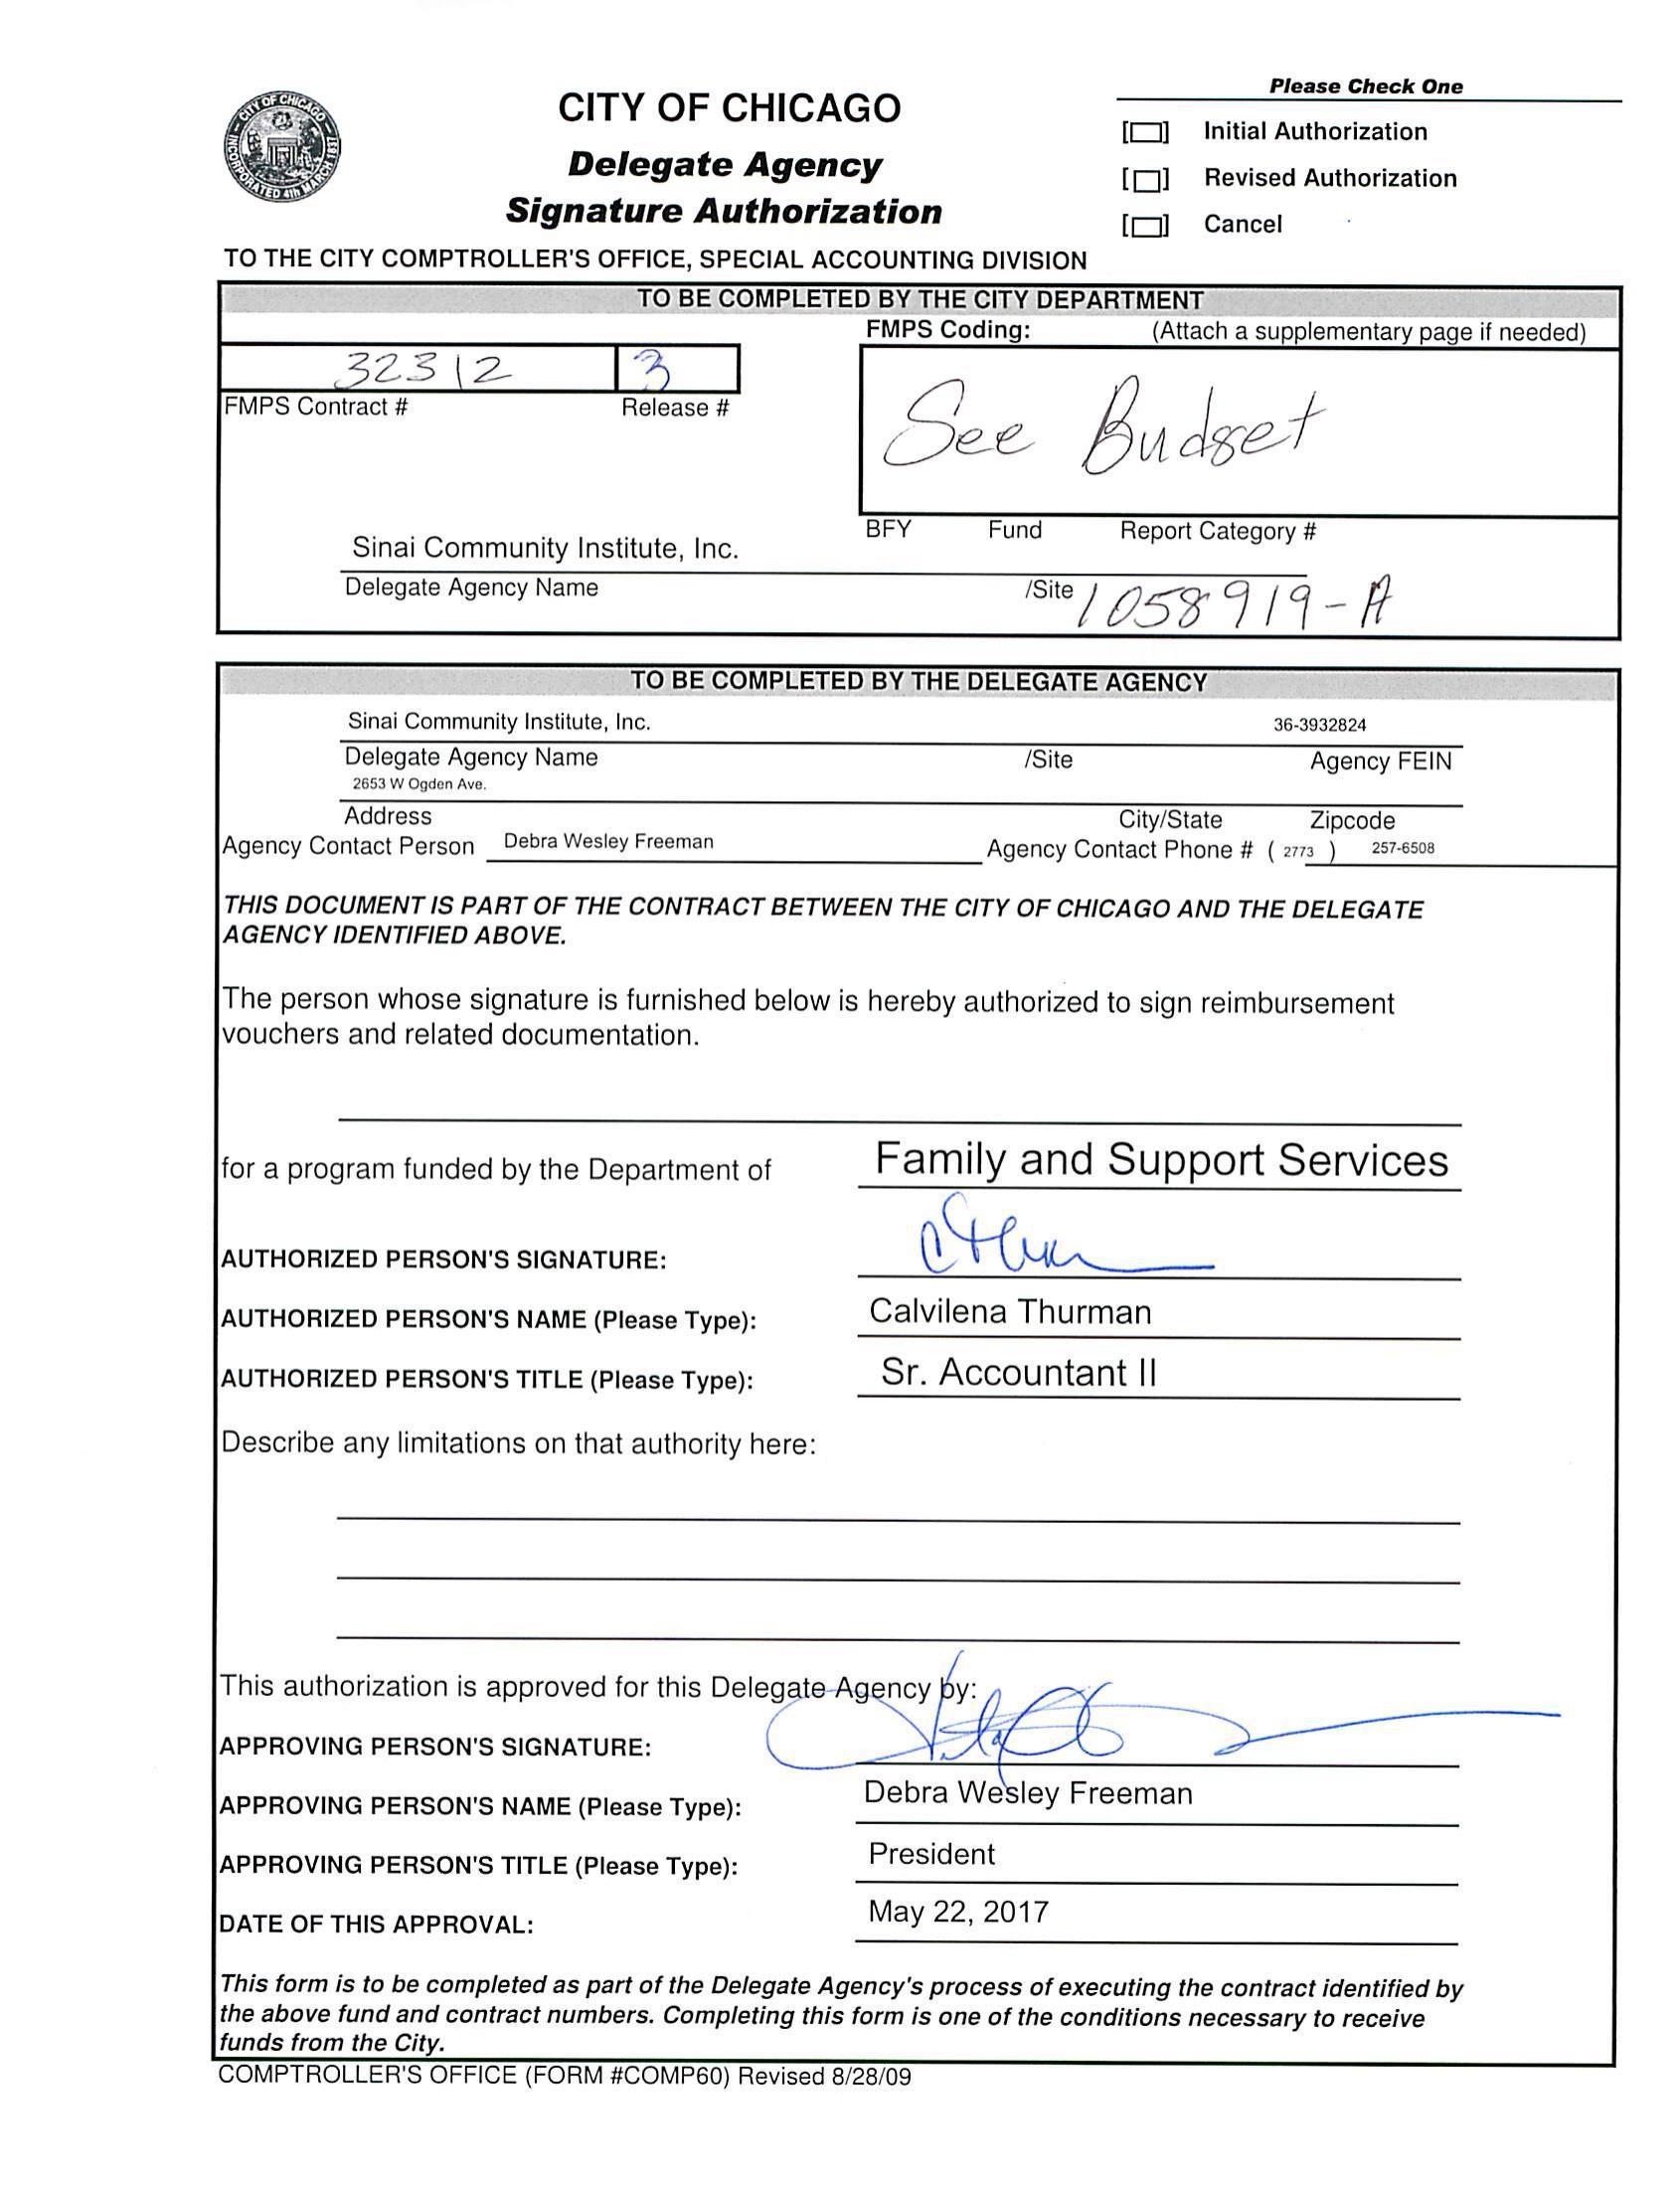 CITY OF CHICAGO
INCORPORATED 4th MARCH 1837
CITY OF CHICAGO
Delegate Agency
Signature Authorization
Please Check One
[☐] Initial Authorization
[☐] Revised Authorization
[☐] Cancel
TO THE CITY COMPTROLLER'S OFFICE, SPECIAL ACCOUNTING DIVISION
TO BE COMPLETED BY THE CITY DEPARTMENT
FMPS Coding: (Attach a supplementary page if needed)
32312 3
FMPS Contract # Release #
See Budget
BFY Fund Report Category #
Sinai Community Institute, Inc.
Delegate Agency Name /Site 1058919-A
TO BE COMPLETED BY THE DELEGATE AGENCY
Sinai Community Institute, Inc. 36-3932824
Delegate Agency Name /Site Agency FEIN
2653 W Ogden Ave.
Address City/State Zipcode
Agency Contact Person Debra Wesley Freeman Agency Contact Phone # ( 2773 ) 257-6508
THIS DOCUMENT IS PART OF THE CONTRACT BETWEEN THE CITY OF CHICAGO AND THE DELEGATE
AGENCY IDENTIFIED ABOVE.
The person whose signature is furnished below is hereby authorized to sign reimbursement
vouchers and related documentation.
for a program funded by the Department of Family and Support Services
AUTHORIZED PERSON'S SIGNATURE:
AUTHORIZED PERSON'S NAME (Please Type): Calvilena Thurman
AUTHORIZED PERSON'S TITLE (Please Type): Sr. Accountant II
Describe any limitations on that authority here:
This authorization is approved for this Delegate Agency by:
APPROVING PERSON'S SIGNATURE:
APPROVING PERSON'S NAME (Please Type): Debra Wesley Freeman
APPROVING PERSON'S TITLE (Please Type): President
DATE OF THIS APPROVAL: May 22, 2017
This form is to be completed as part of the Delegate Agency's process of executing the contract identified by
the above fund and contract numbers. Completing this form is one of the conditions necessary to receive
funds from the City.
COMPTROLLER'S OFFICE (FORM #COMP60) Revised 8/28/09